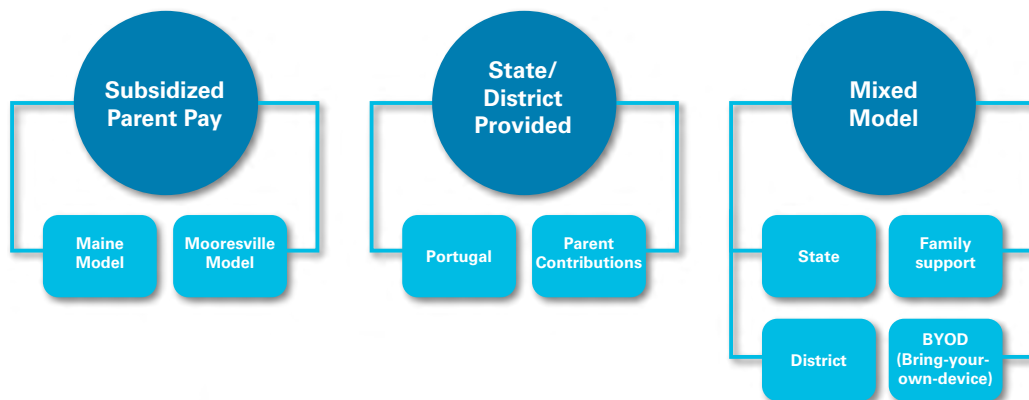 Subsidized
Parent Pay
Maine
Model
Mooresville
Model
State/
District
Provided
Portugal
Parent
Contributions
Mixed
Model
State
Family
support
District
BYOD
(Bring-your-
own-device)